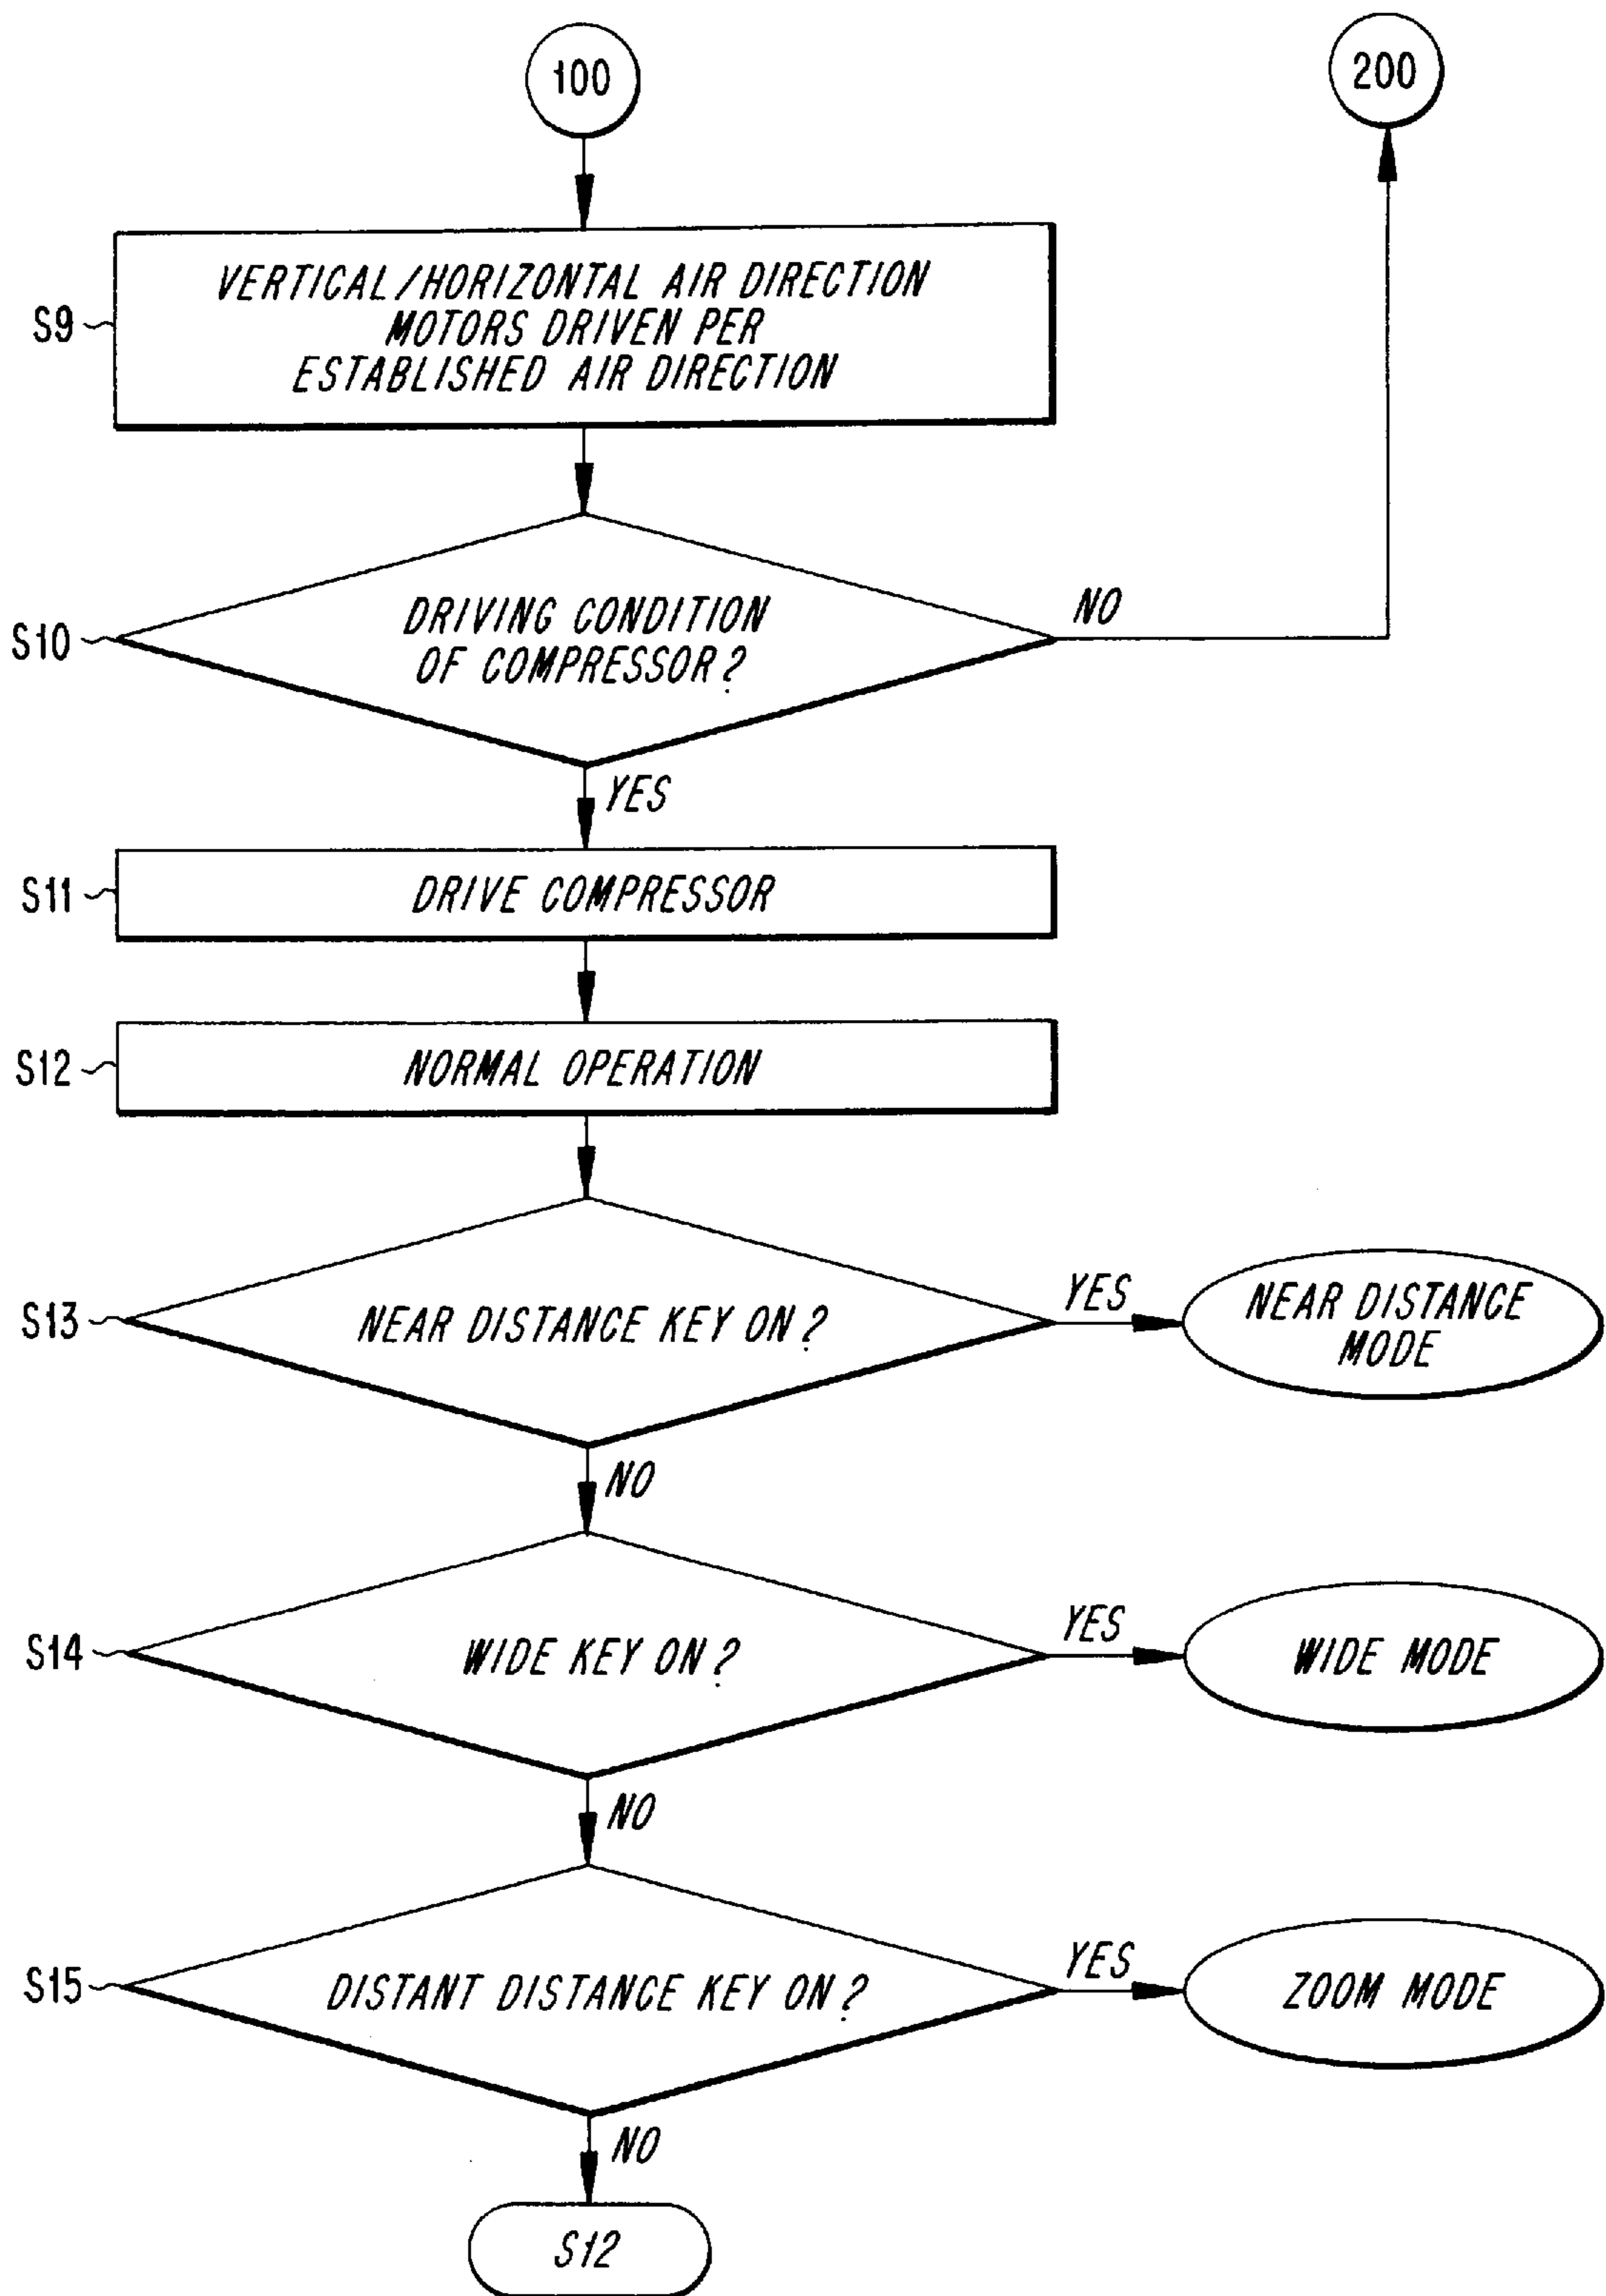 100
200
S9
VERTICAL/HORIZONTAL AIR DIRECTION
MOTORS DRIVEN PER
ESTABLISHED AIR DIRECTION
S10
DRIVING CONDITION
OF COMPRESSOR?
NO
YES
S11
DRIVE COMPRESSOR
S12
NORMAL OPERATION
S13
NEAR DISTANCE KEY ON?
YES
NEAR DISTANCE
MODE
NO
S14
WIDE KEY ON?
YES
WIDE MODE
NO
S15
DISTANT DISTANCE KEY ON?
YES
ZOOM MODE
NO
S12